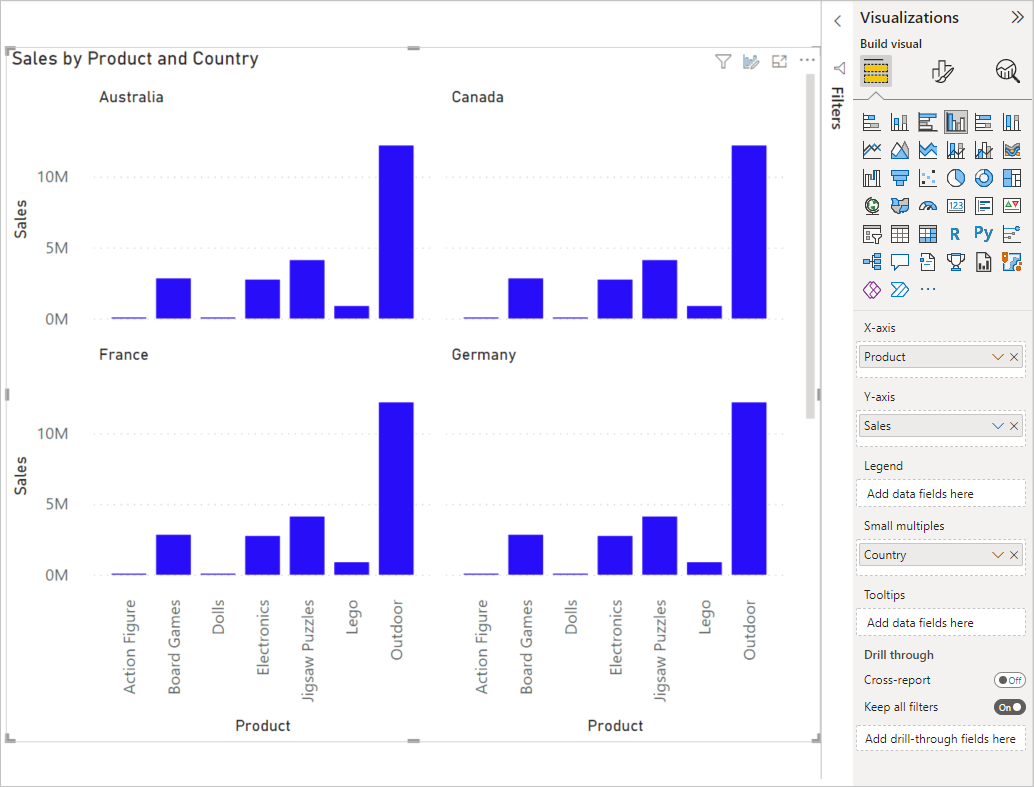 Sales by Product and Country
Australia
Canada
10M
5M
0M
Sales
France
Germany
10M
5M
0M
Sales
Action Figure
Board Games
Dolls
Electronics
Jigsaw Puzzles
Lego
Outdoor
Action Figure
Board Games
Dolls
Electronics
Jigsaw Puzzles
Lego
Outdoor
Product
Product
Filters
Visualizations
Build visual
123
R
Py
X-axis
Product
Y-axis
Sales
Legend
Add data fields here
Small multiples
Country
Tooltips
Add data fields here
Drill through
Cross-report
Off
Keep all filters
On
Add drill-through fields here